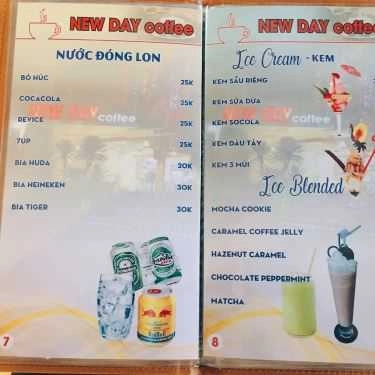 NEW DAY coffee
NƯỚC ĐÓNG LON
BÒ HÚC 25K
COCACOLA 25K
REVICE 25K
7UP 25K
BIA HUDA 20K
BIA HEINEKEN 30K
BIA TIGER 30K
7
NEW DAY coffee
Ice Cream - KEM
KEM SẦU RIÊNG
KEM SỮA DỪA
KEM SOCOLA
KEM DÂU TÂY
KEM 3 MÙI
Ice Blended
MOCHA COOKIE
CARAMEL COFFEE JELLY
HAZENUT CARAMEL
CHOCOLATE PEPPERMINT
MATCHA
8